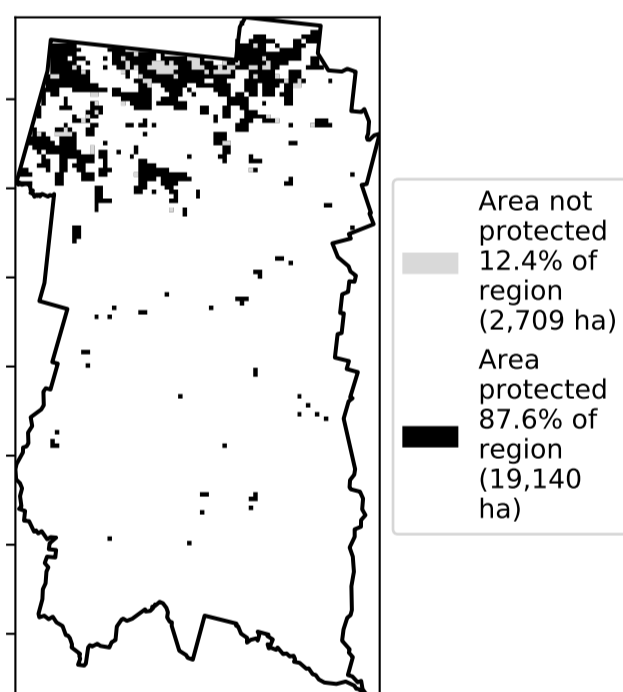 Area not
protected
12.4% of
region
(2,709 ha)
Area
protected
87.6% of
region
(19,140
ha)